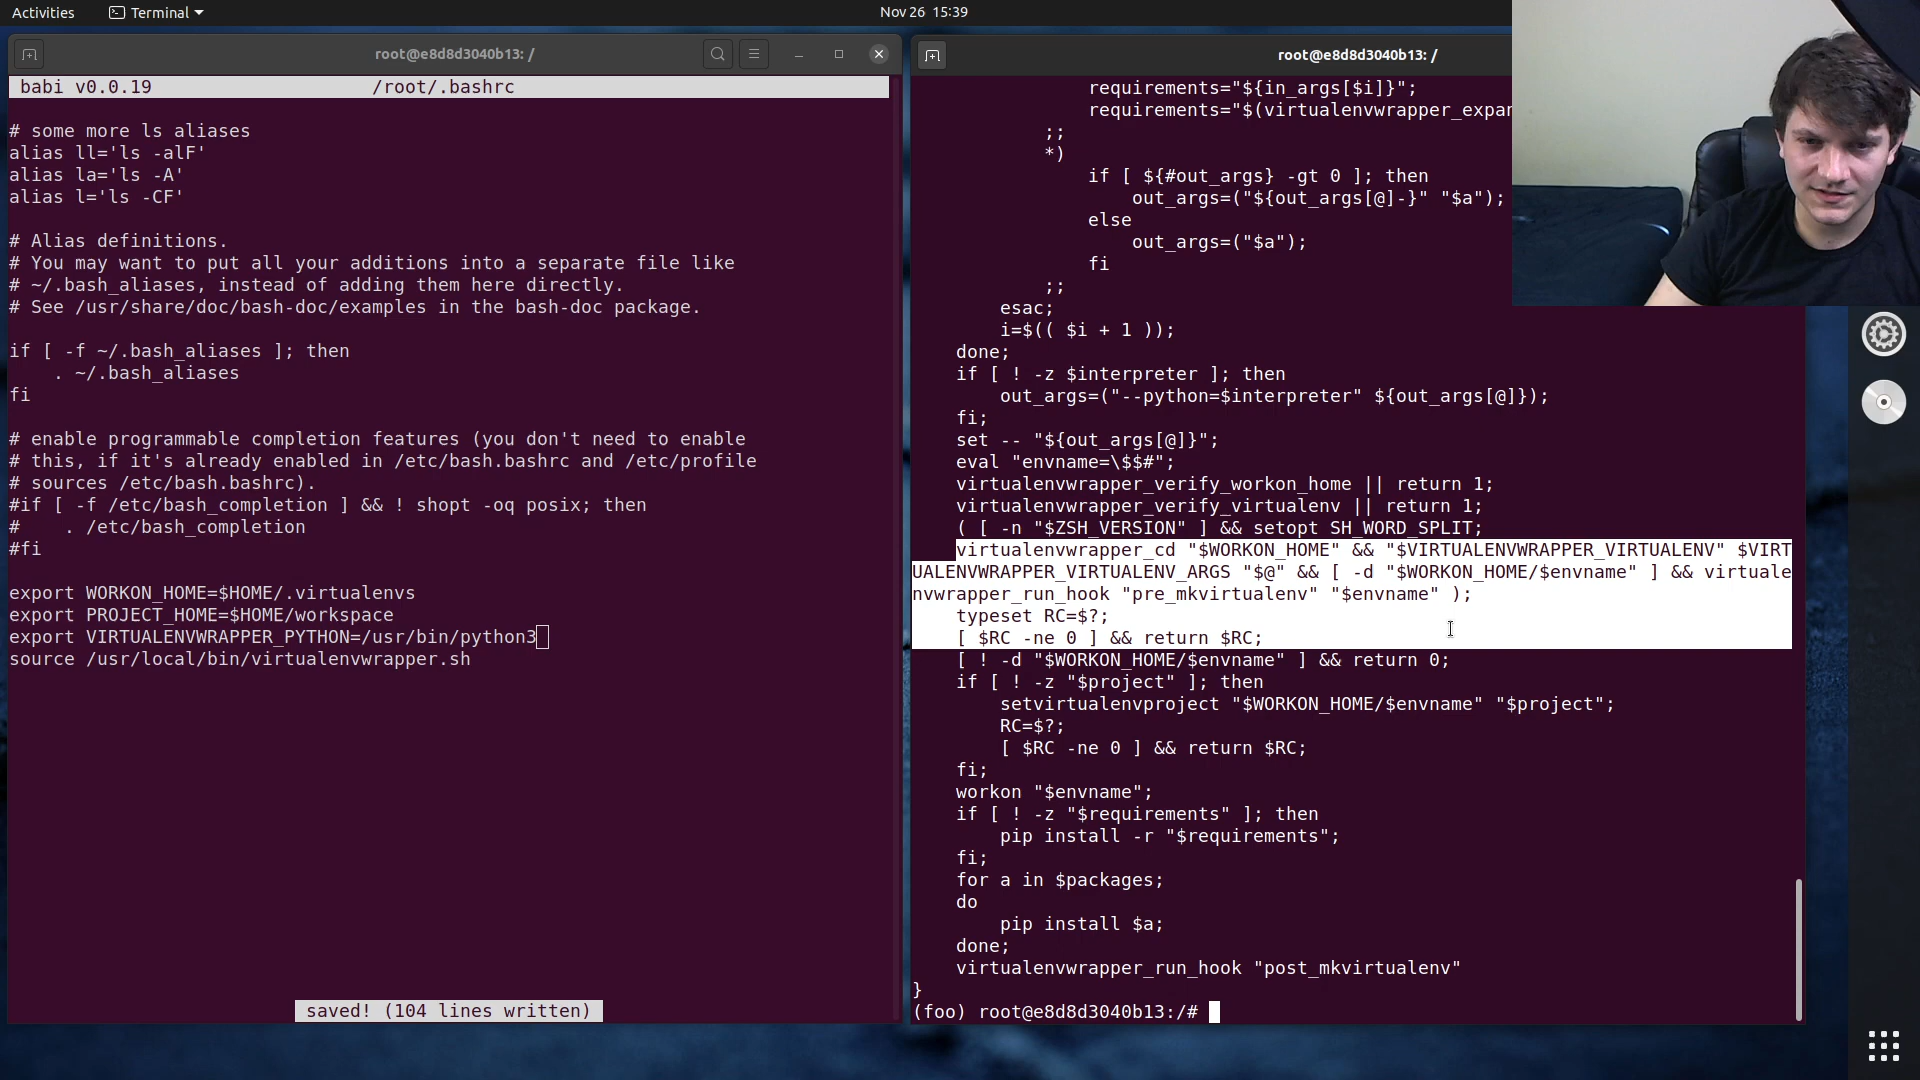 Activities
Terminal
Nov 26 15:39
root@e8d8d3040b13: /
babi v0.0.19 /root/.bashrc
# some more ls aliases
alias ll='ls -alF'
alias la='ls -A'
alias l='ls -CF'
# Alias definitions.
# You may want to put all your additions into a separate file like
# ~/.bash_aliases, instead of adding them here directly.
# See /usr/share/doc/bash-doc/examples in the bash-doc package.
if [ -f ~/.bash_aliases ]; then
    . ~/.bash_aliases
fi
# enable programmable completion features (you don't need to enable
# this, if it's already enabled in /etc/bash.bashrc and /etc/profile
# sources /etc/bash.bashrc).
#if [ -f /etc/bash_completion ] && ! shopt -oq posix; then
#    . /etc/bash_completion
#fi
export WORKON_HOME=$HOME/.virtualenvs
export PROJECT_HOME=$HOME/workspace
export VIRTUALENVWRAPPER_PYTHON=/usr/bin/python3
source /usr/local/bin/virtualenvwrapper.sh
saved! (104 lines written)
root@e8d8d3040b13: /
requirements="${in_args[$i]}";
requirements="$(virtualenvwrapper_expan
;;
*)
if [ ${#out_args} -gt 0 ]; then
out_args=("${out_args[@]-}" "$a");
else
out_args=("$a");
fi
;;
esac;
i=$(( $i + 1 ));
done;
if [ ! -z $interpreter ]; then
out_args=("--python=$interpreter" ${out_args[@]});
fi;
set -- "${out_args[@]}";
eval "envname=\$$#";
virtualenvwrapper_verify_workon_home || return 1;
virtualenvwrapper_verify_virtualenv || return 1;
( [ -n "$ZSH_VERSION" ] && setopt SH_WORD_SPLIT;
virtualenvwrapper_cd "$WORKON_HOME" && "$VIRTUALENVWRAPPER_VIRTUALENV" $VIRT
UALENVWRAPPER_VIRTUALENV_ARGS "$@" && [ -d "$WORKON_HOME/$envname" ] && virtuale
nvwrapper_run_hook "pre_mkvirtualenv" "$envname" );
typeset RC=$?;
[ $RC -ne 0 ] && return $RC;
[ ! -d "$WORKON_HOME/$envname" ] && return 0;
if [ ! -z "$project" ]; then
setvirtualenvproject "$WORKON_HOME/$envname" "$project";
RC=$?;
[ $RC -ne 0 ] && return $RC;
fi;
workon "$envname";
if [ ! -z "$requirements" ]; then
pip install -r "$requirements";
fi;
for a in $packages;
do
pip install $a;
done;
virtualenvwrapper_run_hook "post_mkvirtualenv"
}
(foo) root@e8d8d3040b13:/#